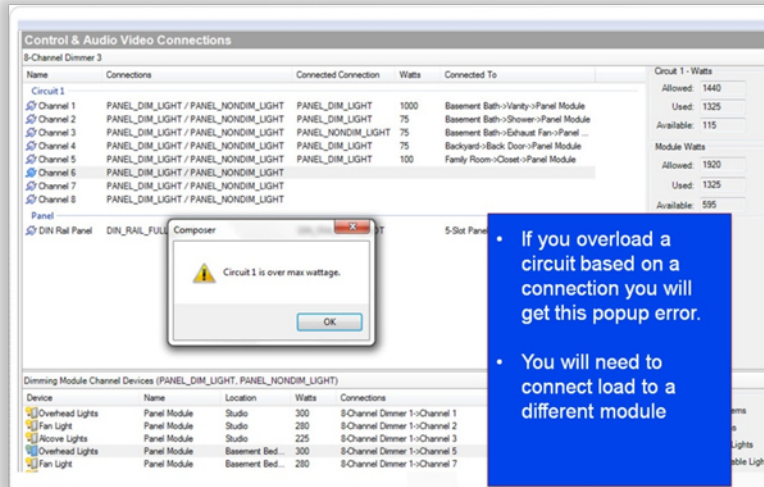 Control & Audio Video Connections
8-Channel Dimmer 3
Name Connections Connected Connection Watts Connected To
Circuit 1
Channel 1 PANEL_DIM_LIGHT / PANEL_NONDIM_LIGHT PANEL_DIM_LIGHT 1000 Basement Bath->Vanity->Panel Module
Channel 2 PANEL_DIM_LIGHT / PANEL_NONDIM_LIGHT PANEL_DIM_LIGHT 75 Basement Bath->Shower->Panel Module
Channel 3 PANEL_DIM_LIGHT / PANEL_NONDIM_LIGHT PANEL_NONDIM_LIGHT 75 Basement Bath->Exhaust Fan->Panel ...
Channel 4 PANEL_DIM_LIGHT / PANEL_NONDIM_LIGHT PANEL_DIM_LIGHT 75 Backyard->Back Door->Panel Module
Channel 5 PANEL_DIM_LIGHT / PANEL_NONDIM_LIGHT PANEL_DIM_LIGHT 100 Family Room->Closet->Panel Module
Channel 6 PANEL_DIM_LIGHT / PANEL_NONDIM_LIGHT
Channel 7 PANEL_DIM_LIGHT / PANEL_NONDIM_LIGHT
Channel 8 PANEL_DIM_LIGHT / PANEL_NONDIM_LIGHT
Panel
DIN Rail Panel DIN_RAIL_FULL 5-Slot Panel
Circuit 1 - Watts
Allowed: 1440
Used: 1325
Available: 115
Module Watts
Allowed: 1920
Used: 1325
Available: 595
Composer
Circuit 1 is over max wattage.
OK
• If you overload a
circuit based on a
connection you will
get this popup error.
• You will need to
connect load to a
different module
Dimming Module Channel Devices (PANEL_DIM_LIGHT, PANEL_NONDIM_LIGHT)
Device Name Location Watts Connections
Overhead Lights Panel Module Studio 300 8-Channel Dimmer 1->Channel 1
Fan Light Panel Module Studio 280 8-Channel Dimmer 1->Channel 2
Alcove Lights Panel Module Studio 225 8-Channel Dimmer 1->Channel 3
Overhead Lights Panel Module Basement Bed... 300 8-Channel Dimmer 1->Channel 5
Fan Light Panel Module Basement Bed... 280 8-Channel Dimmer 1->Channel 7
Lights